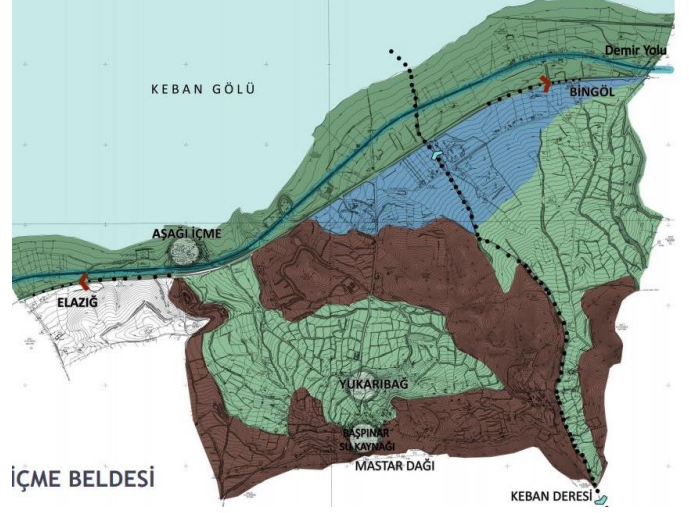 Demir Yolu
KEBAN GÖLÜ
BİNGÖL
AŞAĞI İÇME
ELAZIĞ
YUKARIBAĞ
BAŞPINAR
SU KAYNAĞI
MASTAR DAĞI
İÇME BELDESİ
KEBAN DERESİ